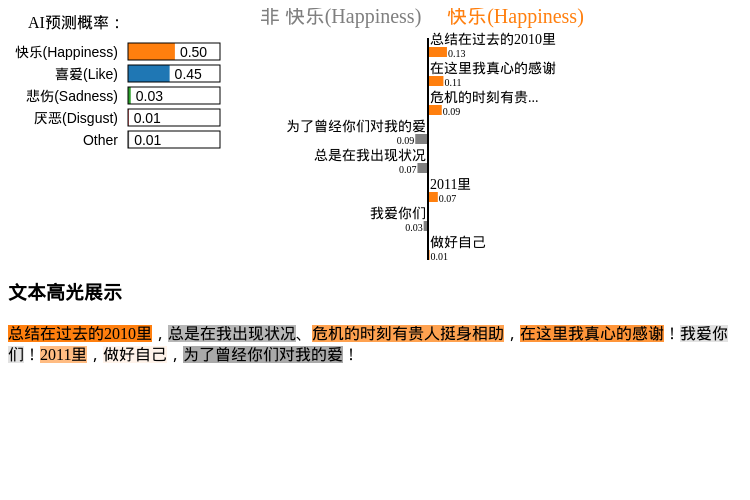 AI预测概率：
快乐(Happiness) 0.50
喜爱(Like) 0.45
悲伤(Sadness) 0.03
厌恶(Disgust) 0.01
Other 0.01
非 快乐(Happiness) 快乐(Happiness)
总结在过去的2010里
0.13
在这里我真心的感谢
0.11
危机的时刻有贵...
0.09
为了曾经你们对我的爱
0.09
总是在我出现状况
0.07
2011里
0.07
我爱你们
0.03
做好自己
0.01
文本高光展示
总结在过去的2010里，总是在我出现状况、危机的时刻有贵人挺身相助，在这里我真心的感谢！我爱你
们！2011里，做好自己，为了曾经你们对我的爱！